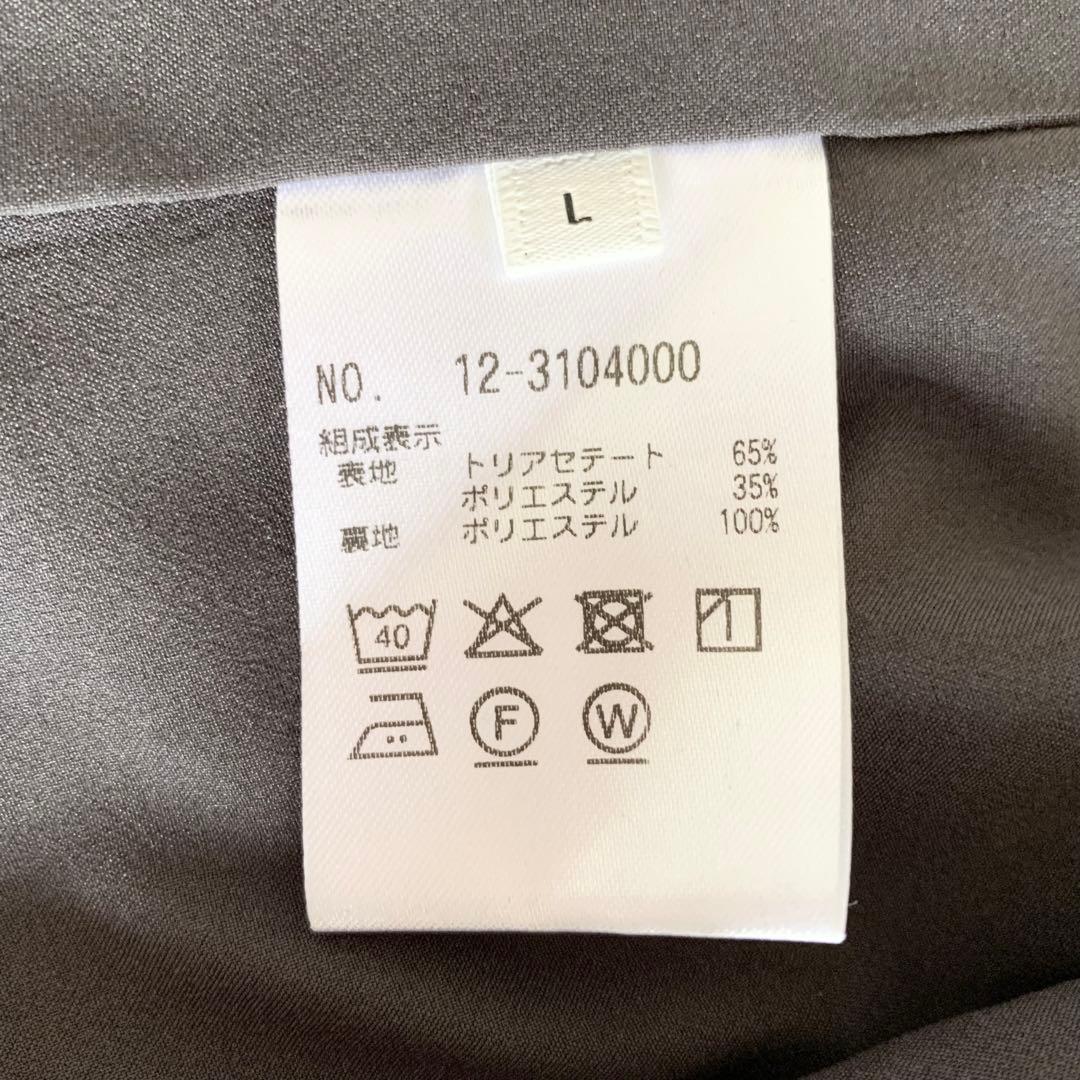 L
NO. 12-3104000
組成表示
表地 トリアセテート 65%
ポリエステル 35%
裏地 ポリエステル 100%
40
F W